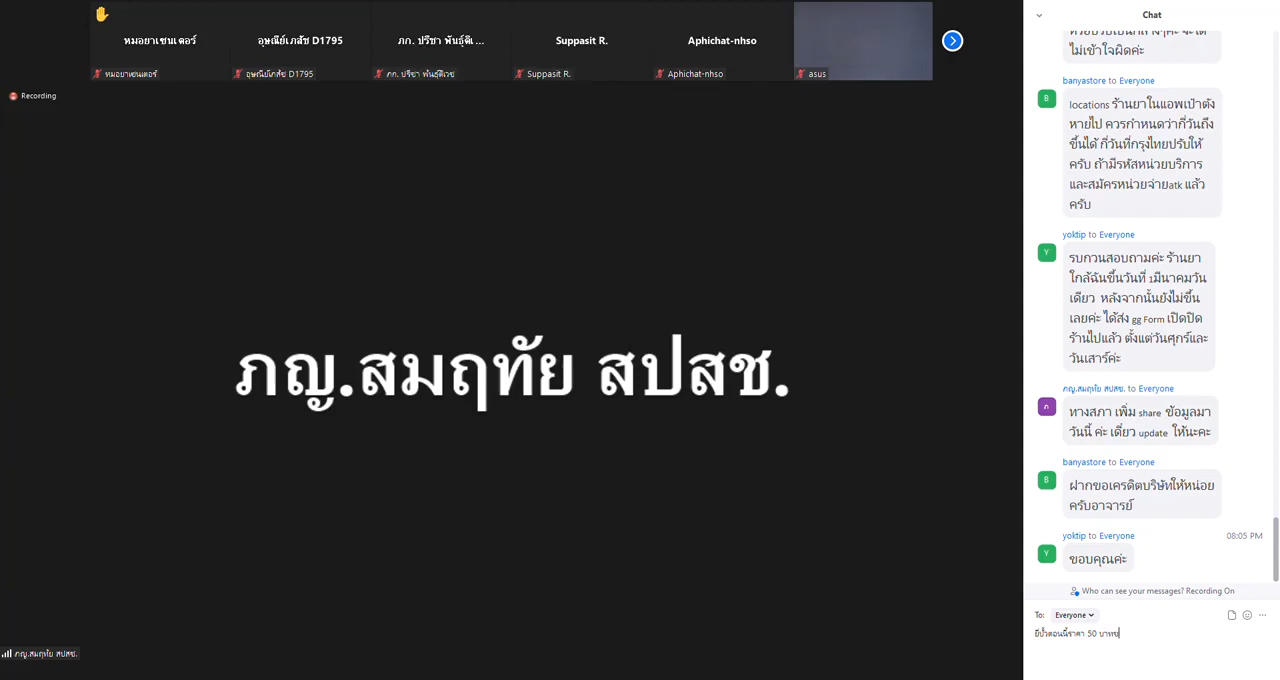 หมอยาเซนเตอร์
อุษณีย์เภสัช D1795
ภก. ปรีชา พันธุ์ติเ...
Suppasit R.
Aphichat-nhso
หมอยาเซนเตอร์
อุษณีย์เภสัช D1795
ภก. ปรีชา พันธุ์ติเวช
Suppasit R.
Aphichat-nhso
asus
Recording
ภญ.สมฤทัย สปสช.
ภญ.สมฤทัย สปสช.
Chat
ไม่เข้าใจผิดค่ะ
banyastore to Everyone
B
locations ร้านยาในแอพเป๋าตัง
หายไป ควรกำหนดว่ากี่วันถึง
ขึ้นได้ กี่วันที่กรุงไทยปรับให้
ครับ ถ้ามีรหัสหน่วยบริการ
และสมัครหน่วยจ่ายatk แล้ว
ครับ
yoktip to Everyone
Y
รบกวนสอบถามค่ะ ร้านยา
ใกล้ฉันขึ้นวันที่ 1มีนาคมวัน
เดียว หลังจากนั้นยังไม่ขึ้น
เลยค่ะ ได้ส่ง gg Form เปิดปิด
ร้านไปแล้ว ตั้งแต่วันศุกร์และ
วันเสาร์ค่ะ
ภญ.สมฤทัย สปสช. to Everyone
ภ
ทางสภา เพิ่ม share ข้อมูลมา
วันนี้ ค่ะ เดี๋ยว update ให้นะคะ
banyastore to Everyone
B
ฝากขอเครดิตบริษัทให้หน่อย
ครับอาจารย์
yoktip to Everyone 08:05 PM
Y
ขอบคุณค่ะ
Who can see your messages? Recording On
To: Everyone
ยี่ปั๊วตอนนี้ราคา 50 บาทข